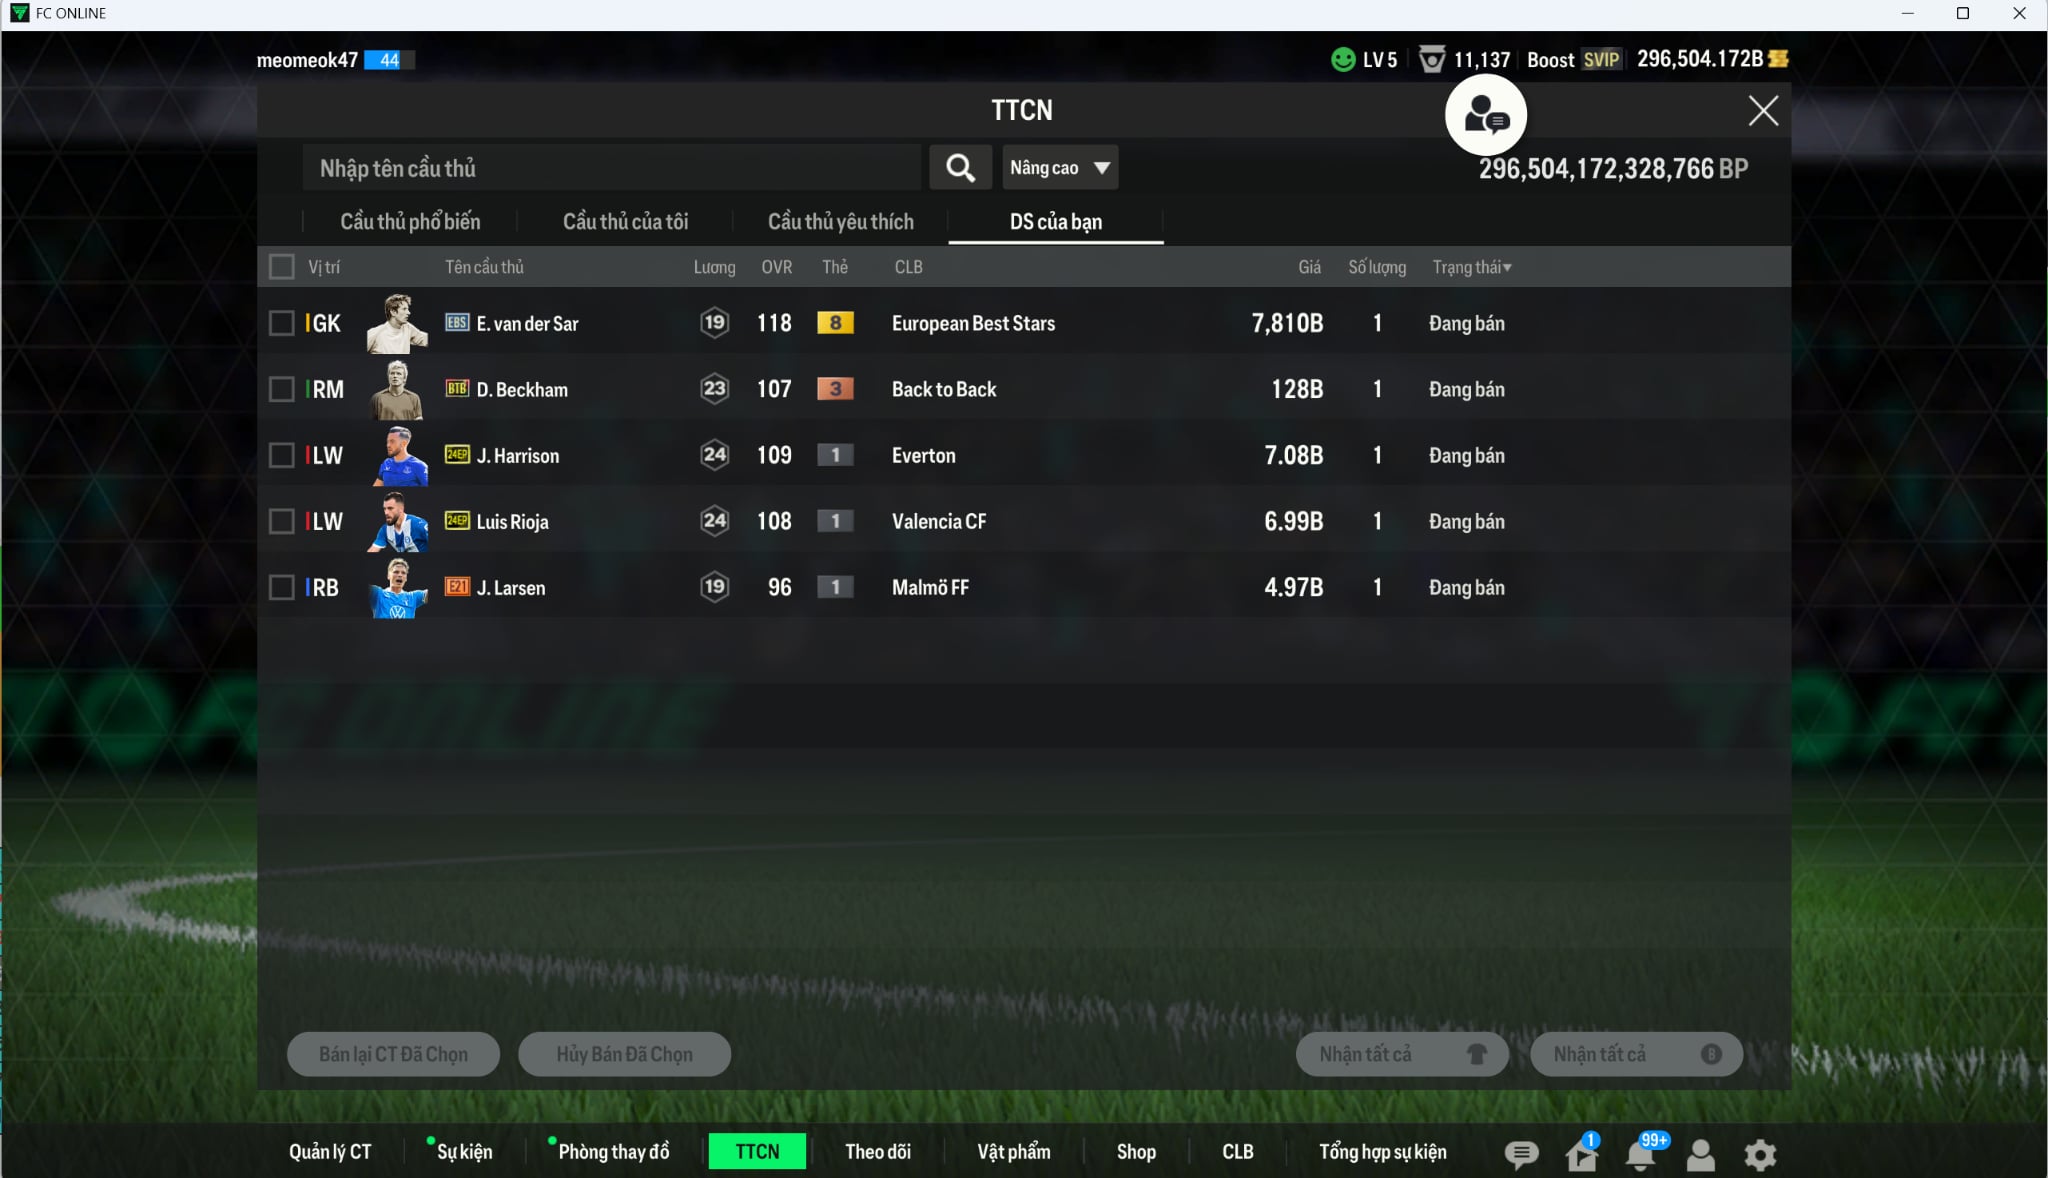 FC ONLINE
meomeok47 44 LV 5 11,137 Boost SVIP 296,504.172B
TTCN
Nhập tên cầu thủ Nâng cao 296,504,172,328,766 BP
Cầu thủ phổ biến Cầu thủ của tôi Cầu thủ yêu thích DS của bạn
Vị trí Tên cầu thủ Lương OVR Thẻ CLB Giá Số lượng Trạng thái
GK EBS E. van der Sar 19 118 8 European Best Stars 7,810B 1 Đang bán
RM BTB D. Beckham 23 107 3 Back to Back 128B 1 Đang bán
LW 24EP J. Harrison 24 109 1 Everton 7.08B 1 Đang bán
LW 24EP Luis Rioja 24 108 1 Valencia CF 6.99B 1 Đang bán
RB E21 J. Larsen 19 96 1 Malmö FF 4.97B 1 Đang bán
FC ONLINE
Bán lại CT Đã Chọn Hủy Bán Đã Chọn Nhận tất cả Nhận tất cả B
Quản lý CT Sự kiện Phòng thay đồ TTCN Theo dõi Vật phẩm Shop CLB Tổng hợp sự kiện 1 99+